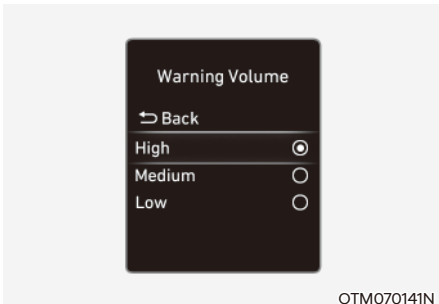 Warning Volume
Back
High
Medium
Low
OTM070141N